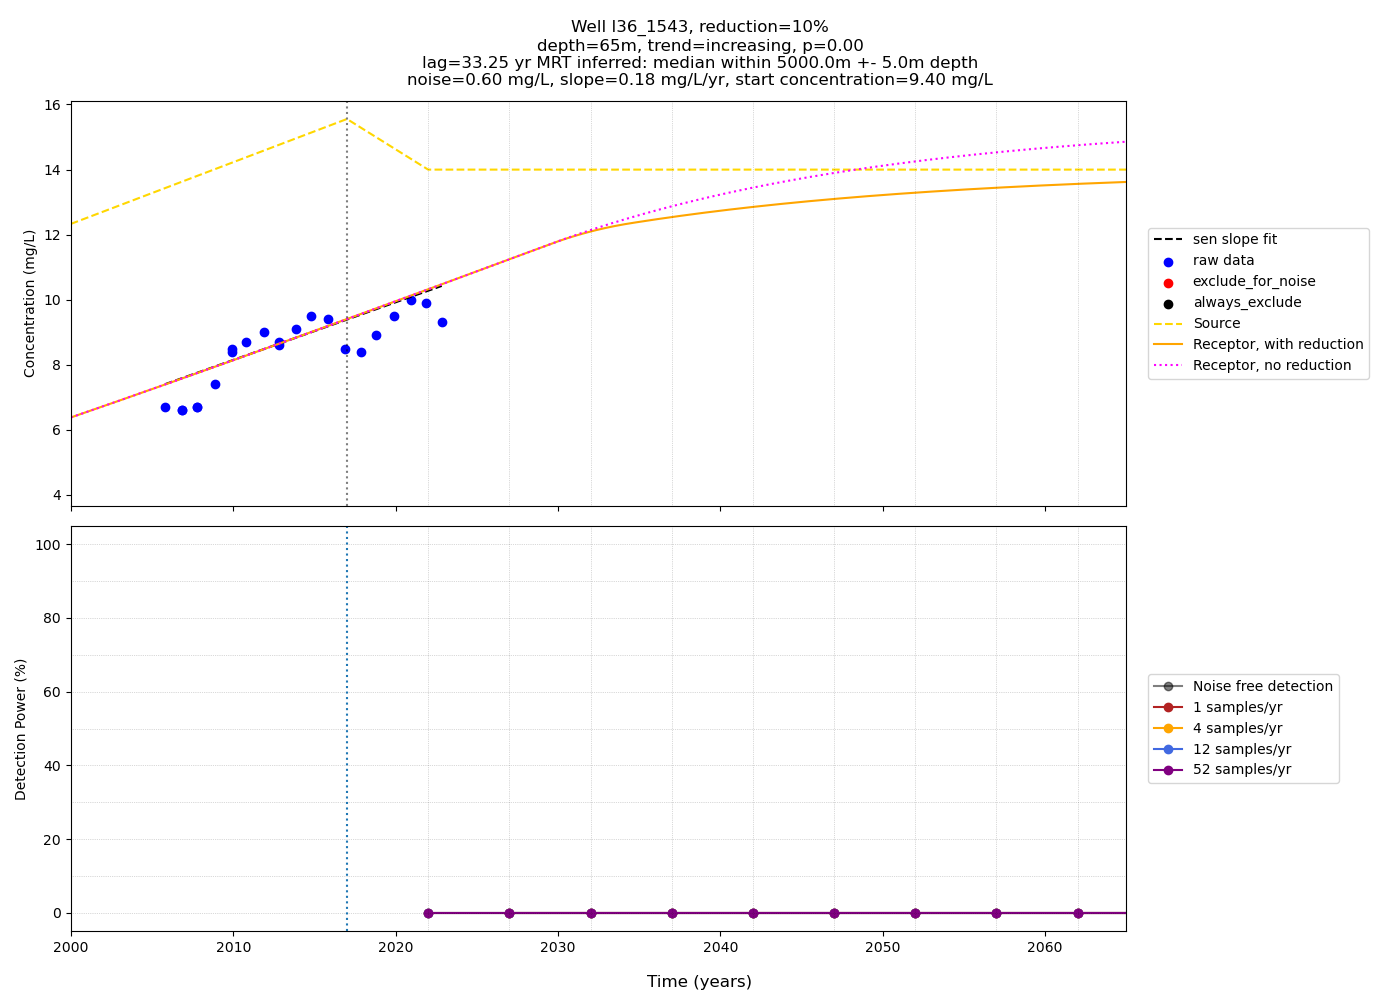 Well l36_1543, reduction=10%
depth=65m, trend=increasing, p=0.00
lag=33.25 yr MRT inferred: median within 5000.0m +- 5.0m depth
noise=0.60 mg/L, slope=0.18 mg/L/yr, start concentration=9.40 mg/L
16
14
12
10
8
6
4
Concentration (mg/L)
sen slope fit
raw data
exclude_for_noise
always_exclude
Source
Receptor, with reduction
Receptor, no reduction
100
80
60
40
20
0
Detection Power (%)
Noise free detection
1 samples/yr
4 samples/yr
12 samples/yr
52 samples/yr
2000 2010 2020 2030 2040 2050 2060
Time (years)